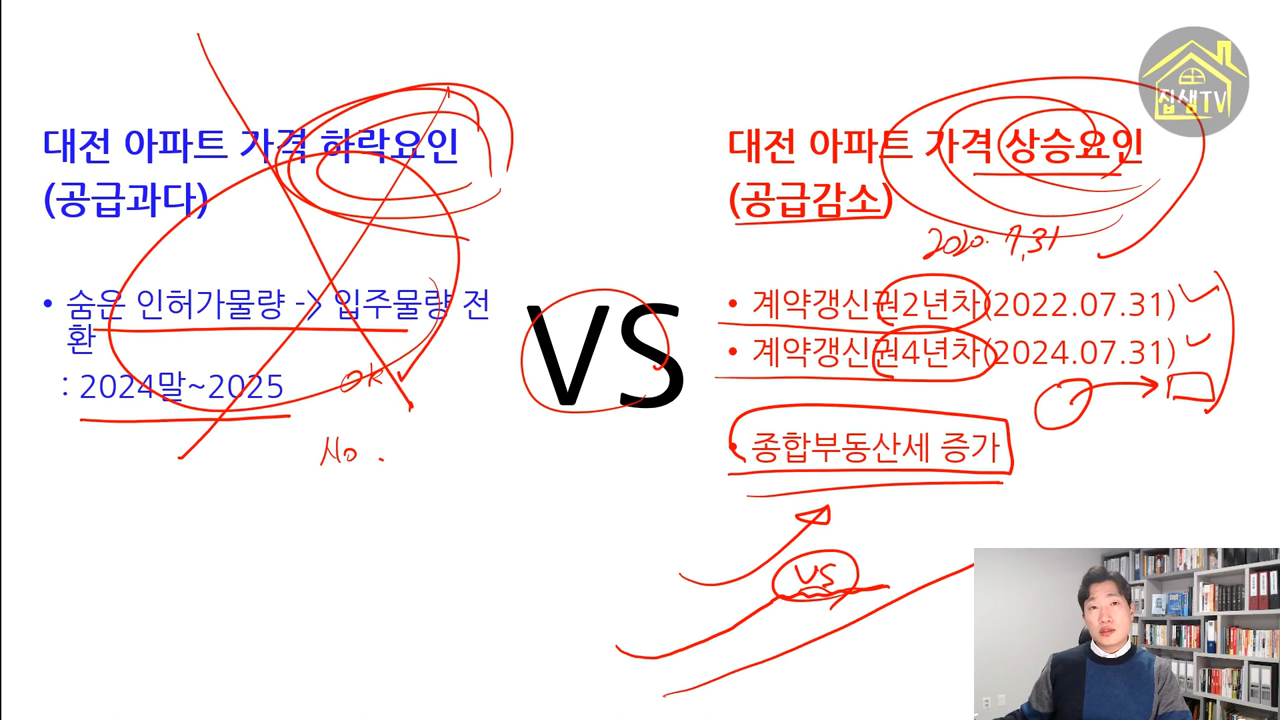 집샘TV
대전 아파트 가격 하락요인
(공급과다)
• 숨은 인허가물량 -> 입주물량 전
환
: 2024말~2025
OK
No.
VS
대전 아파트 가격 상승요인
(공급감소)
2020. 7.31
• 계약갱신권2년차(2022.07.31)
• 계약갱신권4년차(2024.07.31)
• 종합부동산세 증가
VS